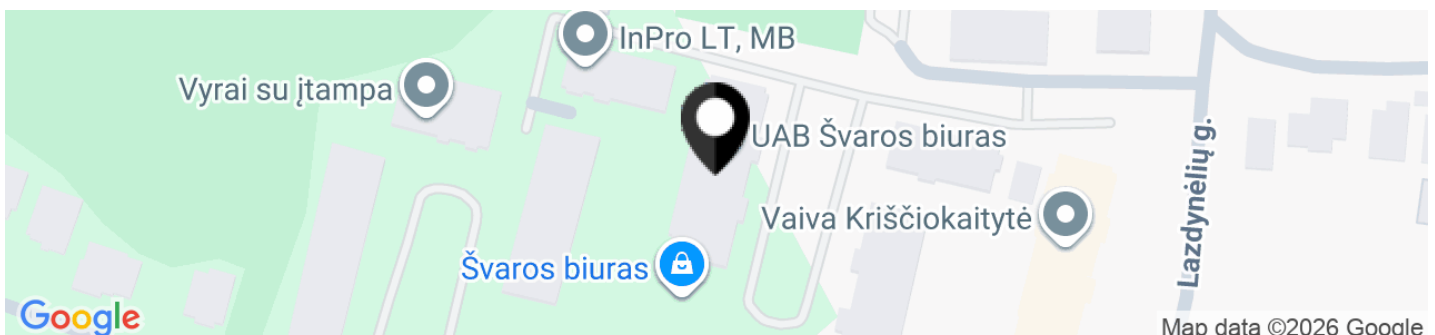 InPro LT, MB
Vyrai su įtampa
UAB Švaros biuras
Lazdynėlių g.
Vaiva Kriščiokaitytė
Švaros biuras
Google
Map data ©2026 Google